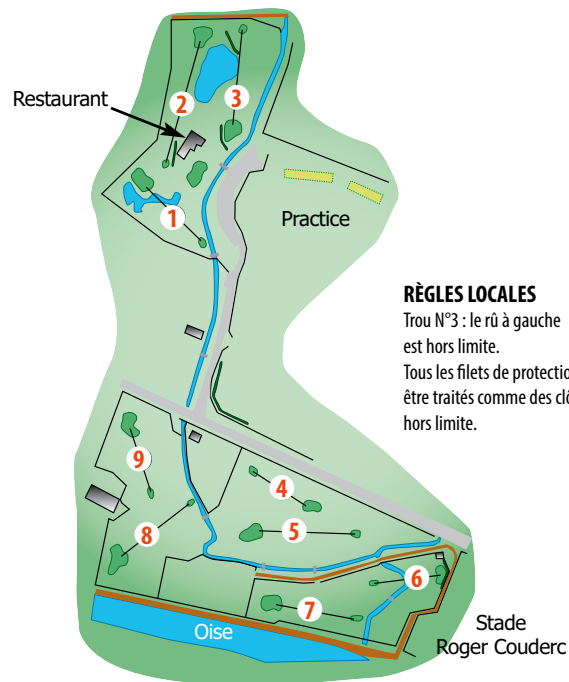 Restaurant
2
3
1
Practice
RÈGLES LOCALES
Trou N°3 : le rû à gauche
est hors limite.
Tous les filets de protectio
être traités comme des clô
hors limite.
9
4
5
8
6
7
Oise
Stade
Roger Couderc